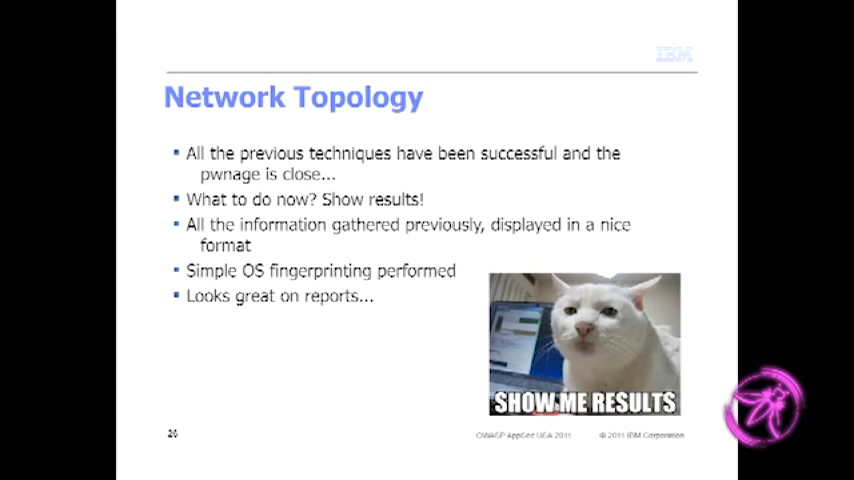 IBM
Network Topology
All the previous techniques have been successful and the
pwnage is close...
What to do now? Show results!
All the information gathered previously, displayed in a nice
format
Simple OS fingerprinting performed
Looks great on reports...
SHOW ME RESULTS
26
OWASP AppSec USA 2011
© 2011 IBM Corporation